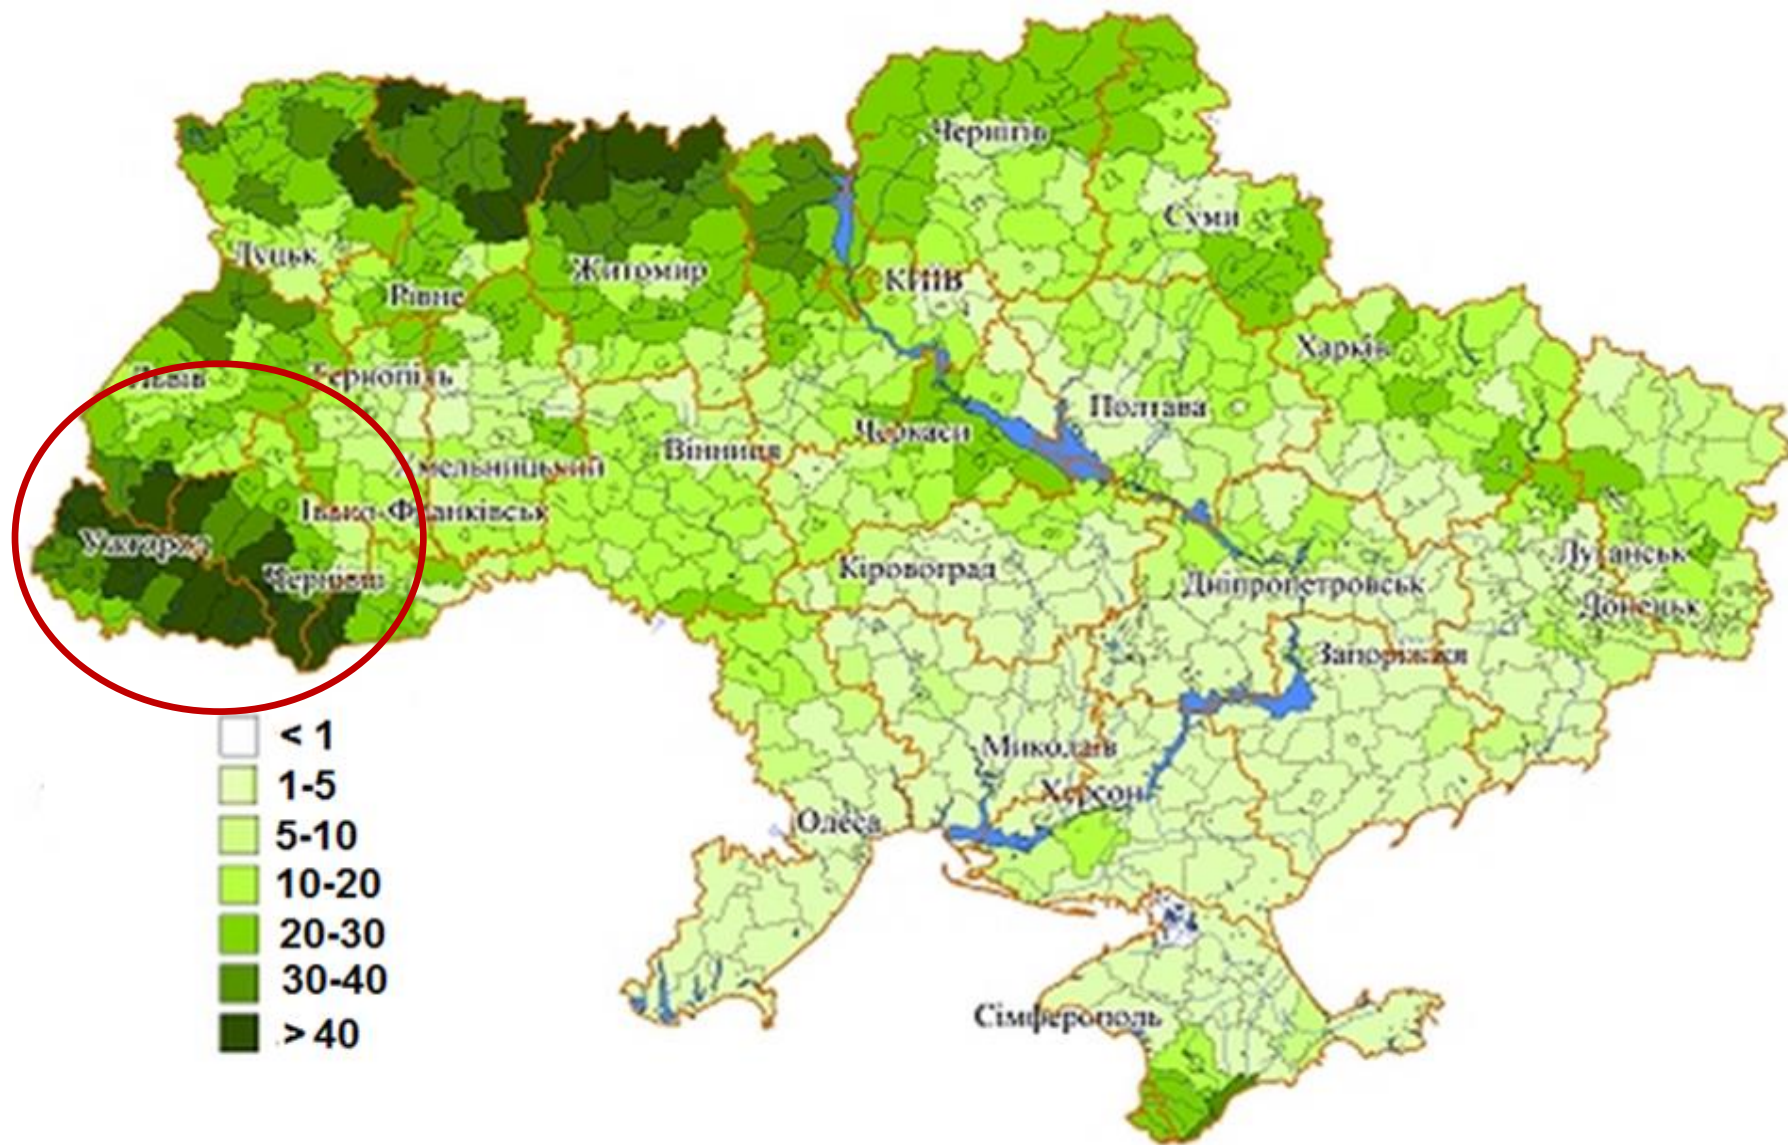 Чернігів
Суми
Луцьк
Житомир
Рівне
КИЇВ
Харків
Львів
Тернопіль
Полтава
Черкаси
Вінниця
Хмельницький
Івано-Франківськ
Ужгород
Луганськ
Кіровоград
Чернівці
Дніпропетровськ
Донецьк
Запоріжжя
Миколаїв
Херсон
Одеса
Сімферополь
< 1
1-5
5-10
10-20
20-30
30-40
> 40